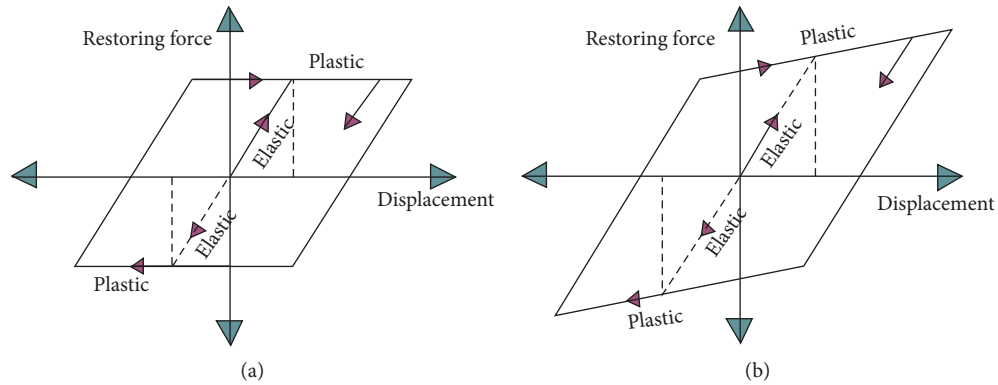 Restoring force
Plastic
Elastic
Displacement
Elastic
Plastic
(a)
Restoring force
Plastic
Elastic
Displacement
Elastic
Plastic
(b)